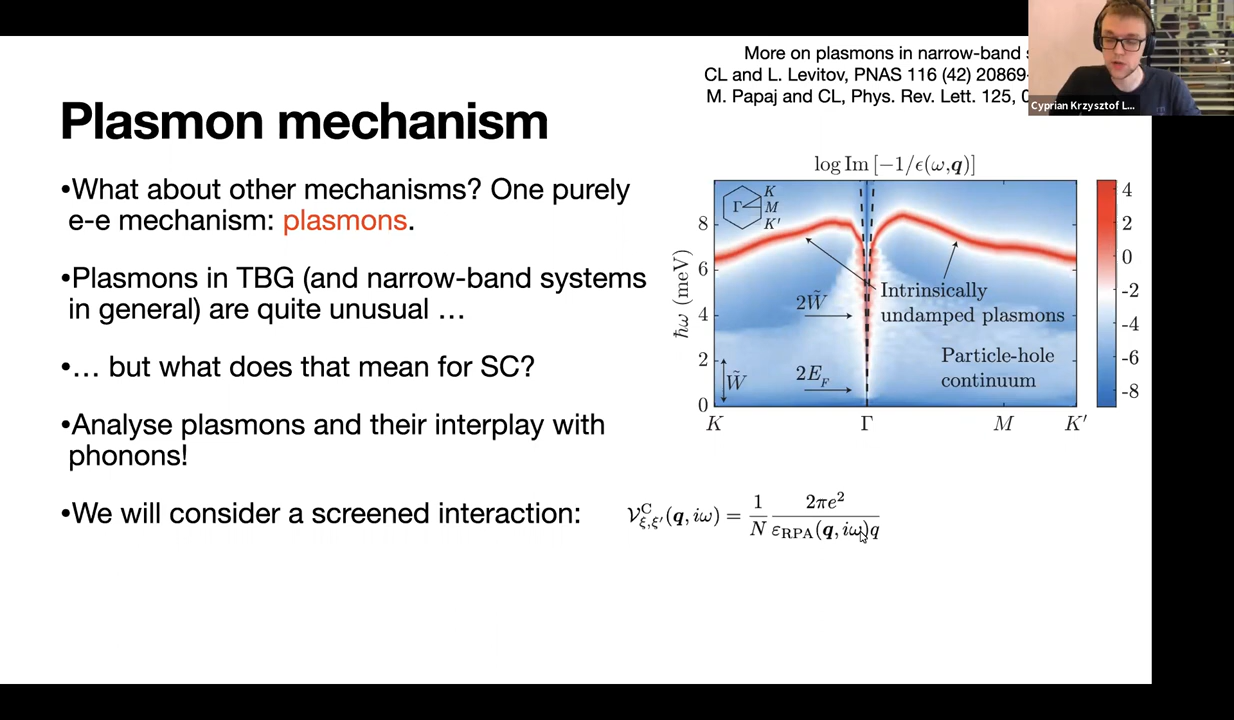 More on plasmons in narrow-band
CL and L. Levitov, PNAS 116 (42) 20869
M. Papaj and CL, Phys. Rev. Lett. 125, 0
Cyprian Krzysztof L...
Plasmon mechanism
•What about other mechanisms? One purely
e-e mechanism: plasmons.
•Plasmons in TBG (and narrow-band systems
in general) are quite unusual …
•… but what does that mean for SC?
•Analyse plasmons and their interplay with
phonons!
•We will consider a screened interaction:
log Im [−1/ϵ(ω,q)]
K
Γ M
K'
ħω (meV)
8
6
4
2
0
2W̃
2E_F
W̃
Intrinsically
undamped plasmons
Particle-hole
continuum
K Γ M K'
4
2
0
-2
-4
-6
-8
𝒱^C_{ξ,ξ'}(q, iω) = 1/N 2πe²/ε_RPA(q, iω)q